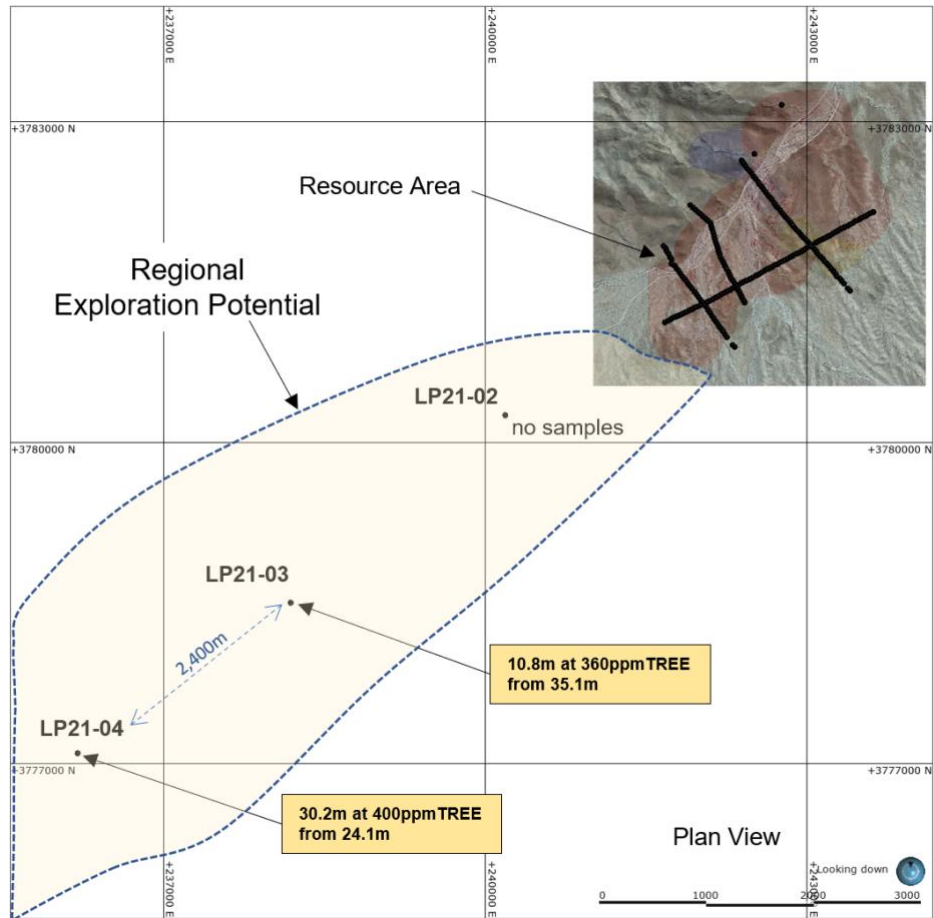 +237000 E
+240000 E
+243000 E
+3783000 N
+3783000 N
Resource Area
Regional
Exploration Potential
LP21-02
no samples
+3780000 N
+3780000 N
LP21-03
2,400m
10.8m at 360ppmTREE
from 35.1m
LP21-04
+3777000 N
+3777000 N
30.2m at 400ppmTREE
from 24.1m
Plan View
Looking down
+237000 E
+240000 E
+243000 E
0 1000 2000 3000